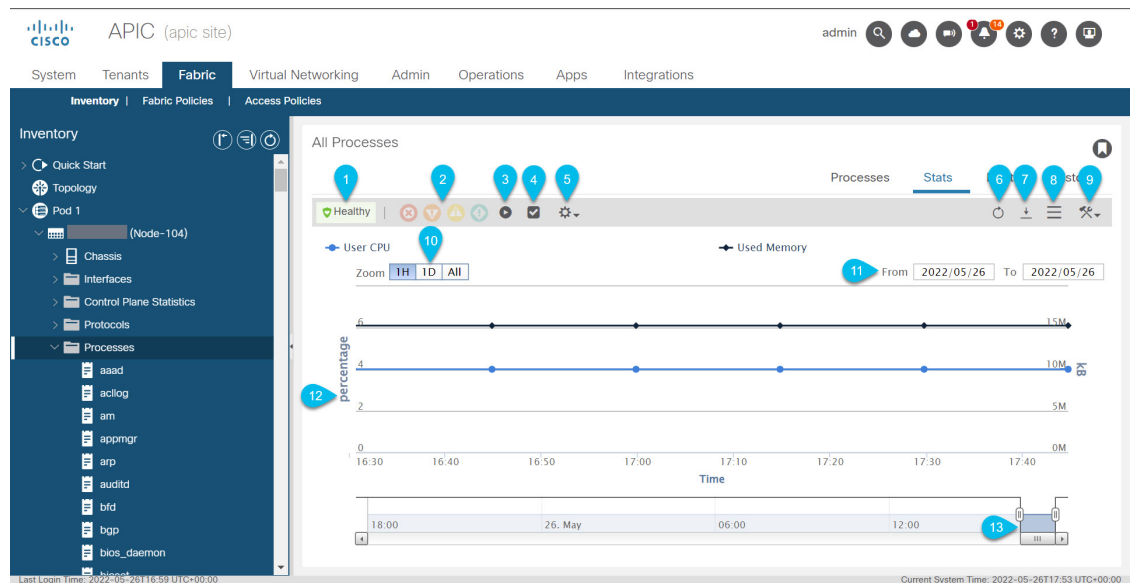 CISCO
APIC (apic site)
admin
1
14
System Tenants Fabric Virtual Networking Admin Operations Apps Integrations
Inventory | Fabric Policies | Access Policies
Inventory
Quick Start
Topology
Pod 1
(Node-104)
Chassis
Interfaces
Control Plane Statistics
Protocols
Processes
aaad
acllog
am
appmgr
arp
auditd
bfd
bgp
bios_daemon
All Processes
Processes Stats
1 2 3 4 5 6 7 8 9
Healthy
10
User CPU
Used Memory
Zoom 1H 1D All
11 From 2022/05/26 To 2022/05/26
6 15M
4 10M
2 5M
0 0M
12
percentage
kB
16:30 16:40 16:50 17:00 17:10 17:20 17:30 17:40
Time
18:00 26. May 06:00 12:00
13
Last Login Time: 2022-05-26T16:59 UTC+00:00
Current System Time: 2022-05-26T17:53 UTC+00:00